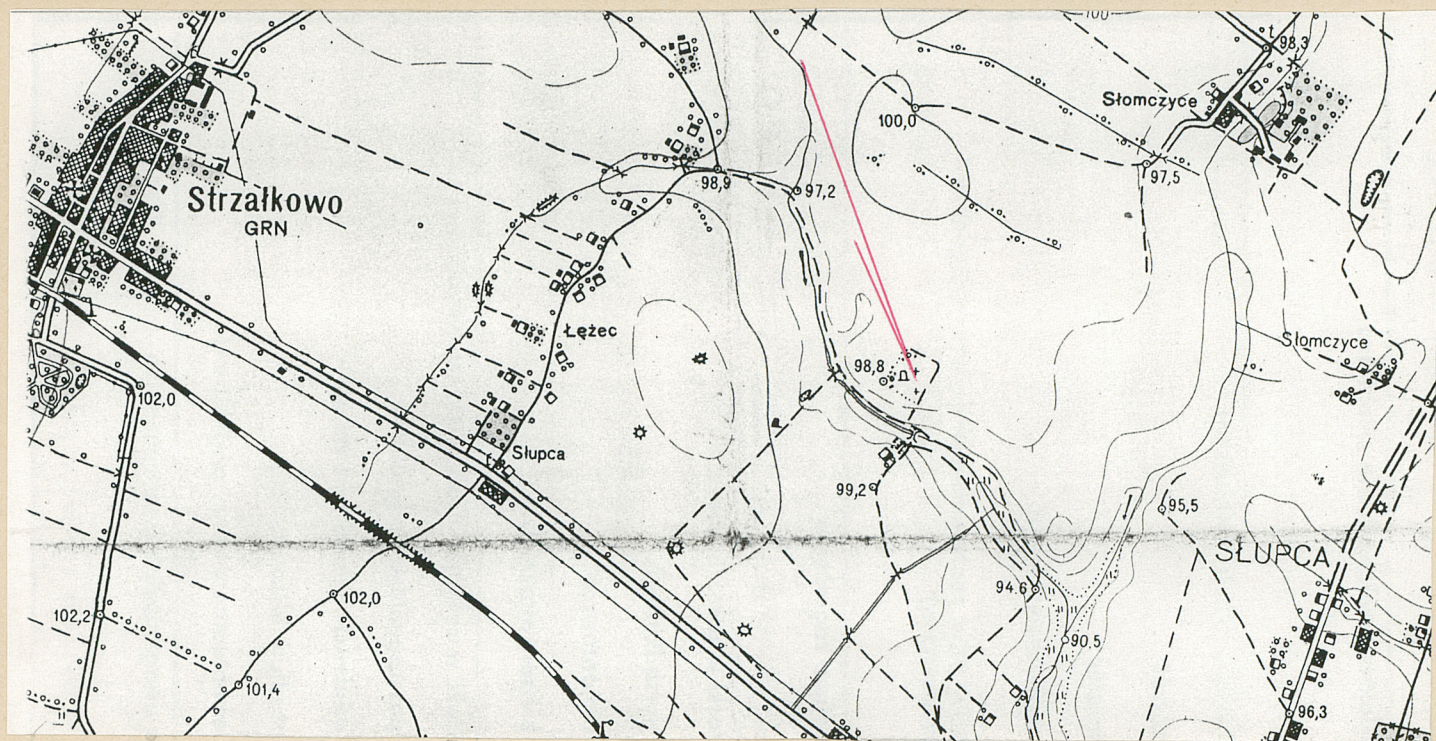 100
98,3
Słomczyce
100,0
97,5
98,9
97,2
Strzałkowo
GRN
Łężec
Słomczyce
98,8
102,0
Słupca
99,2
95,5
SŁUPCA
94.6
102,0
102,2
90.5
101,4
96,3